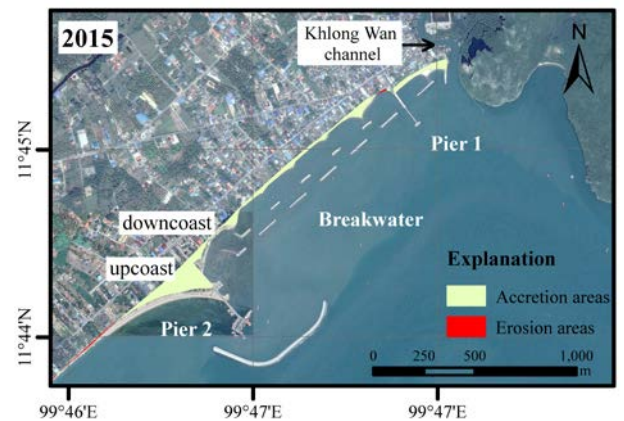 2015
Khlong Wan
channel
N
11°45'N
Pier 1
downcoast
Breakwater
upcoast
Explanation
Accretion areas
Erosion areas
11°44'N
Pier 2
0 250 500 1,000
m
99°46'E 99°47'E 99°47'E